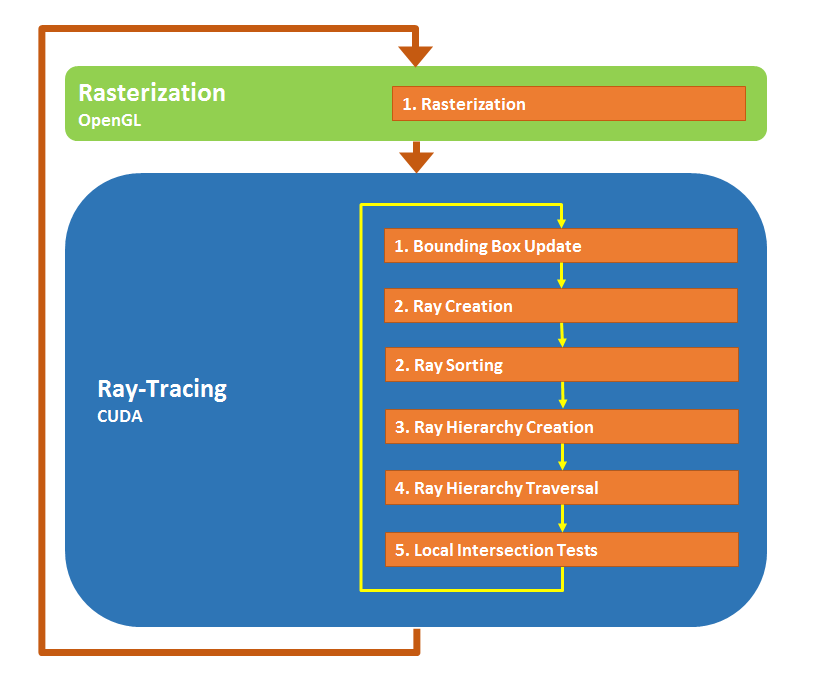 Rasterization
OpenGL
1. Rasterization
1. Bounding Box Update
2. Ray Creation
2. Ray Sorting
Ray-Tracing
CUDA
3. Ray Hierarchy Creation
4. Ray Hierarchy Traversal
5. Local Intersection Tests